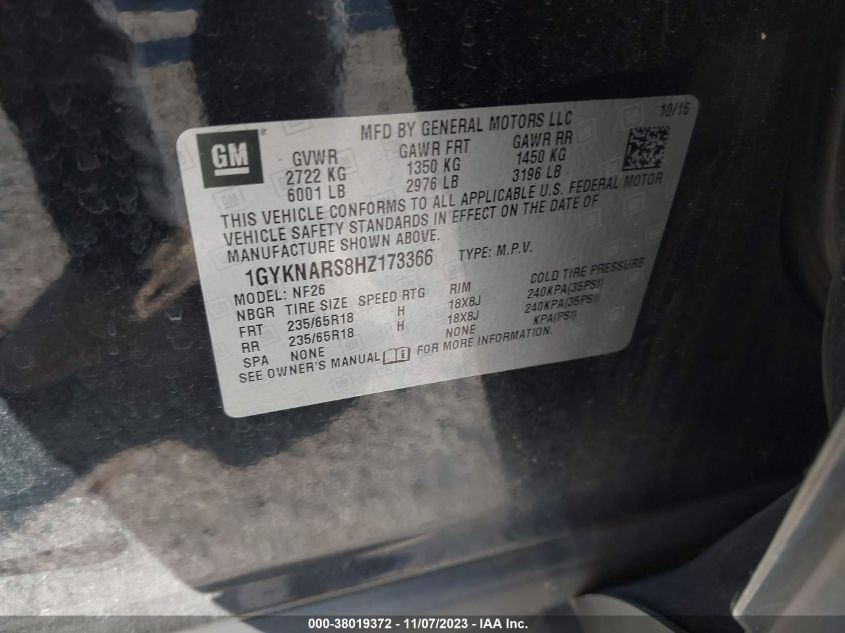 10/16
MFD BY GENERAL MOTORS LLC
GM
GVWR GAWR FRT GAWR RR
2722 KG 1350 KG 1450 KG
6001 LB 2976 LB 3196 LB
THIS VEHICLE CONFORMS TO ALL APPLICABLE U.S. FEDERAL MOTOR
VEHICLE SAFETY STANDARDS IN EFFECT ON THE DATE OF
MANUFACTURE SHOWN ABOVE.
1GYKNARS8HZ173366 TYPE: M.P.V.
MODEL: NF26
NBGR TIRE SIZE SPEED RTG RIM COLD TIRE PRESSURE
FRT 235/65R18 H 18X8J 240KPA(35PSI)
RR 235/65R18 H 18X8J 240KPA(35PSI)
SPA NONE NONE KPA(PSI)
SEE OWNER'S MANUAL FOR MORE INFORMATION.
000-38019372 - 11/07/2023 - IAA Inc.